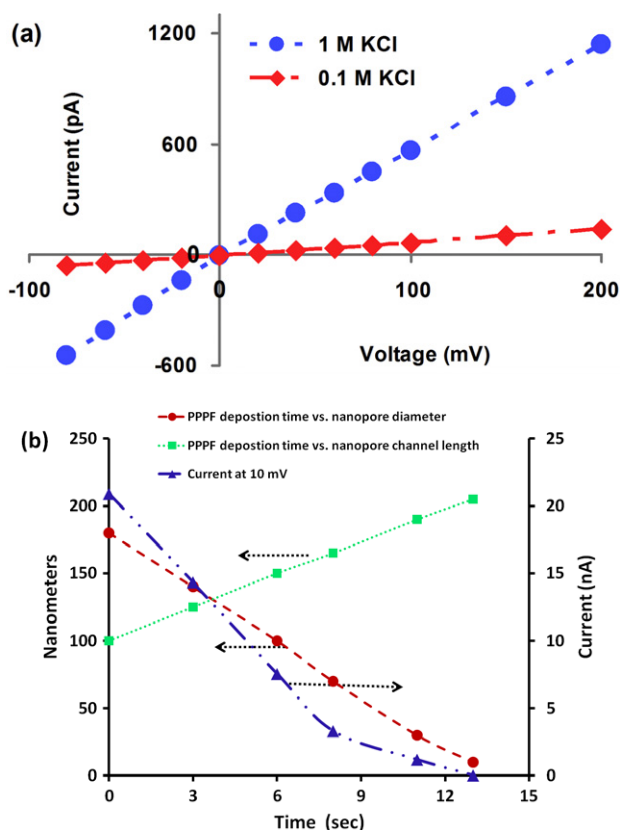 (a)
1200
1 M KCl
0.1 M KCl
600
Current (pA)
0
-100
0
100
200
Voltage (mV)
-600
PPPF depostion time vs. nanopore diameter
(b)
PPPF depostion time vs. nanopore channel length
250
25
Current at 10 mV
200
20
150
15
100
10
50
5
0
0
Nanometers
Current (nA)
0
3
6
9
12
15
Time (sec)